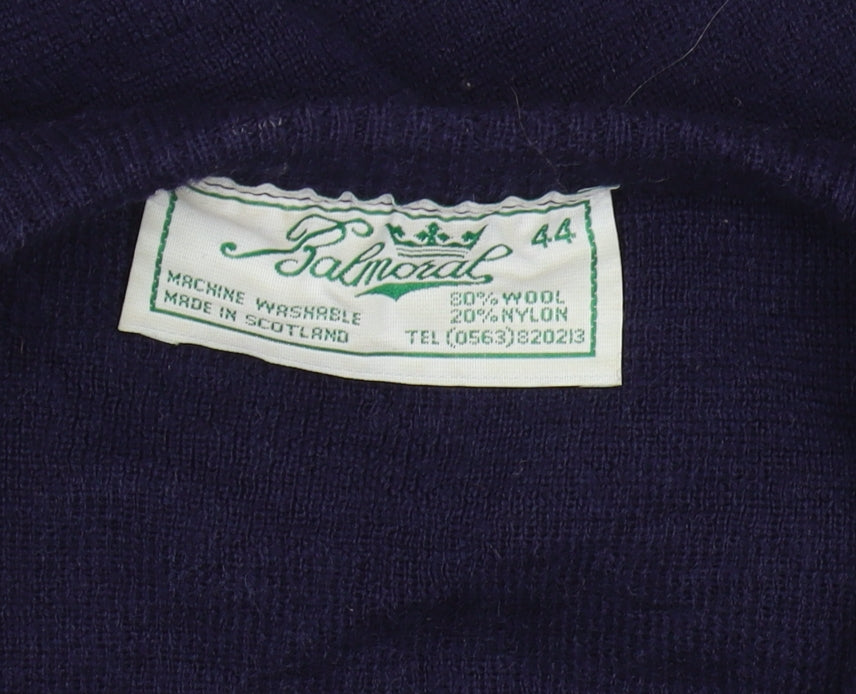 Balmoral 44
MACHINE WASHABLE
MADE IN SCOTLAND
80% WOOL
20% NYLON
TEL (0563) 820213